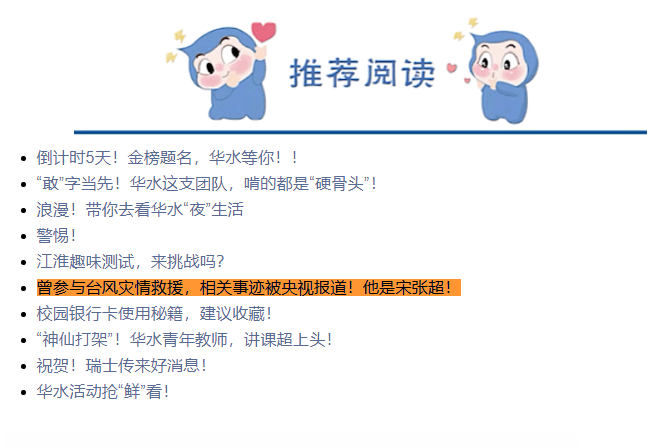 推荐阅读
倒计时5天！金榜题名，华水等你！！
“敢”字当先！华水这支团队，啃的都是“硬骨头”！
浪漫！带你去看华水“夜”生活
警惕！
江淮趣味测试，来挑战吗？
曾参与台风灾情救援，相关事迹被央视报道！他是宋张超！
校园银行卡使用秘籍，建议收藏！
“神仙打架”！华水青年教师，讲课超上头！
祝贺！瑞士传来好消息！
华水活动抢“鲜”看！